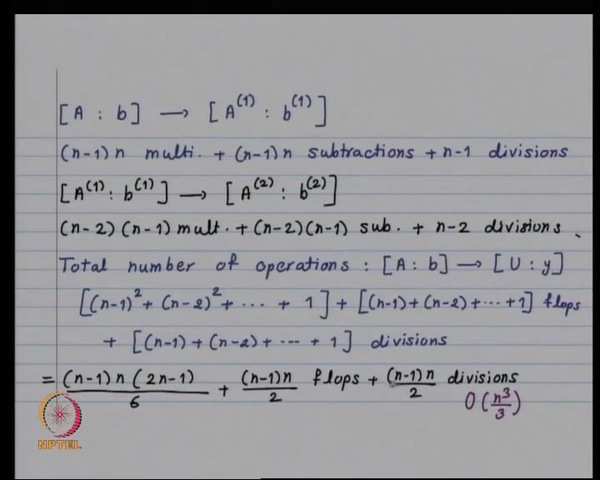 [A : b] → [A^(1) : b^(1)]
(n-1)n multi. + (n-1)n subtractions + n-1 divisions
[A^(1) : b^(1)] → [A^(2) : b^(2)]
(n-2)(n-1) mult. + (n-2)(n-1) sub. + n-2 divisions.
Total number of operations : [A : b] → [U : y]
[(n-1)^2 + (n-2)^2 + ··· + 1] + [(n-1) + (n-2) + ··· + 1] flops
+ [(n-1) + (n-2) + --- + 1] divisions
= (n-1)n(2n-1)/6 + (n-1)n/2 flops + (n-1)n/2 divisions
O(n^3/3)
NPTEL